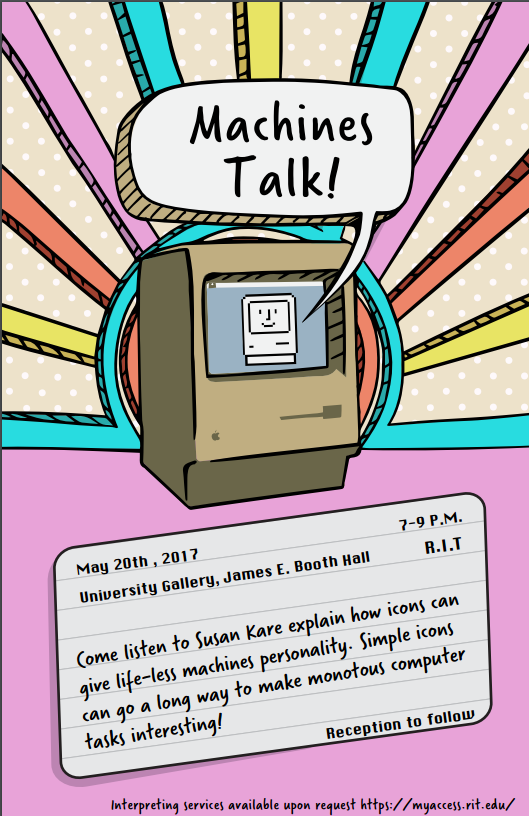 Machines
Talk!
7-9 P.M.
May 20th , 2017
R.I.T
University Gallery, James E. Booth Hall
Come listen to Susan Kare explain how icons can
give life-less machines personality. Simple icons
can go a long way to make monotous computer
tasks interesting!
Reception to follow
Interpreting services available upon request https://myaccess.rit.edu/